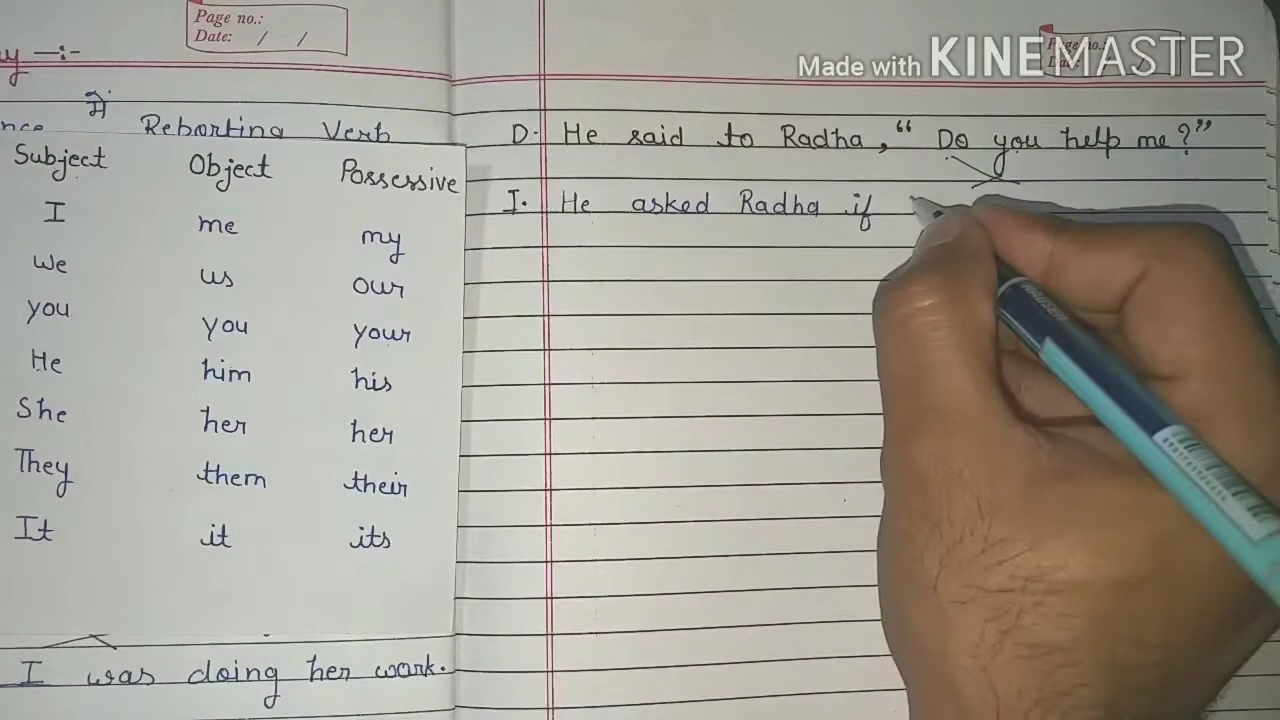 Page no.:
Date: / /
Made with KINEMASTER
में
Reporting Verb
Subject Object Possessive
I me my
We us our
you you your
He him his
She her her
They them their
It it its
I was doing her work.
D. He said to Radha, “ Do you help me?”
I. He asked Radha if